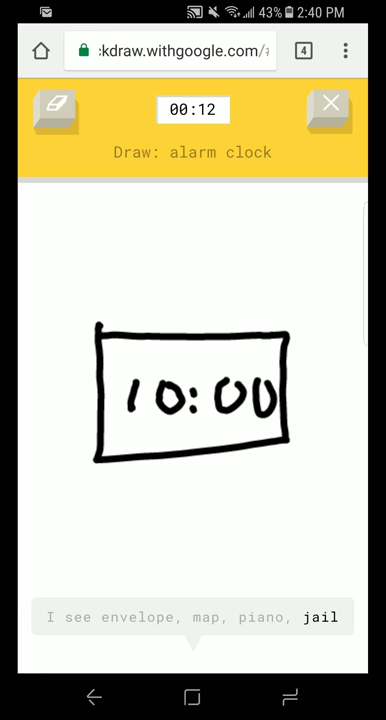 43% 2:40 PM
:kdraw.withgoogle.com/ 4
00:12
Draw: alarm clock
10:00
I see envelope, map, piano, jail